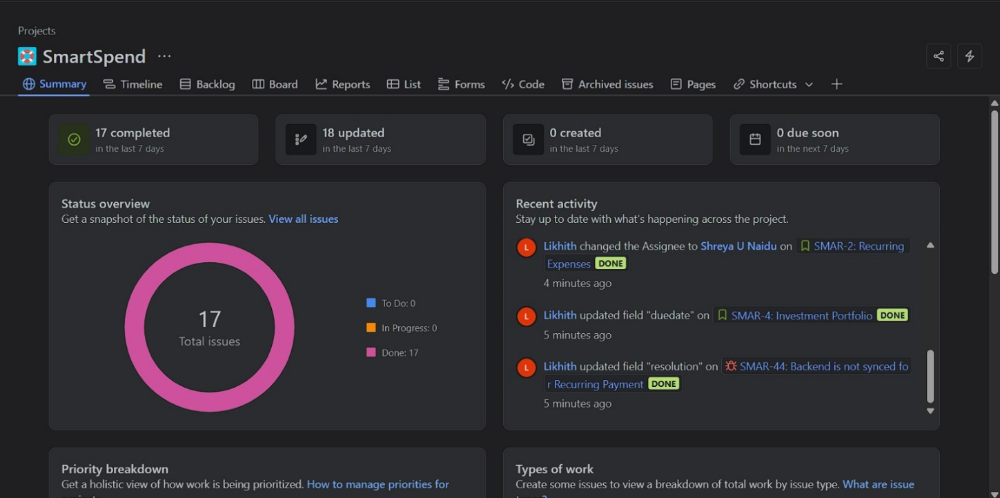 Projects
SmartSpend ...
Summary Timeline Backlog Board Reports List Forms Code Archived issues Pages Shortcuts
17 completed
in the last 7 days
18 updated
in the last 7 days
0 created
in the last 7 days
0 due soon
in the next 7 days
Status overview
Get a snapshot of the status of your issues. View all issues
17
Total issues
To Do: 0
In Progress: 0
Done: 17
Recent activity
Stay up to date with what's happening across the project.
L
Likhith changed the Assignee to Shreya U Naidu on SMAR-2: Recurring
Expenses DONE
4 minutes ago
L
Likhith updated field "duedate" on SMAR-4: Investment Portfolio DONE
5 minutes ago
L
Likhith updated field "resolution" on SMAR-44: Backend is not synced fo
r Recurring Payment DONE
5 minutes ago
Priority breakdown
Get a holistic view of how work is being prioritized. How to manage priorities for
Types of work
Create some issues to view a breakdown of total work by issue type. What are issue